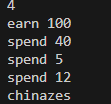 4
earn 100
spend 40
spend 5
spend 12
chinazes